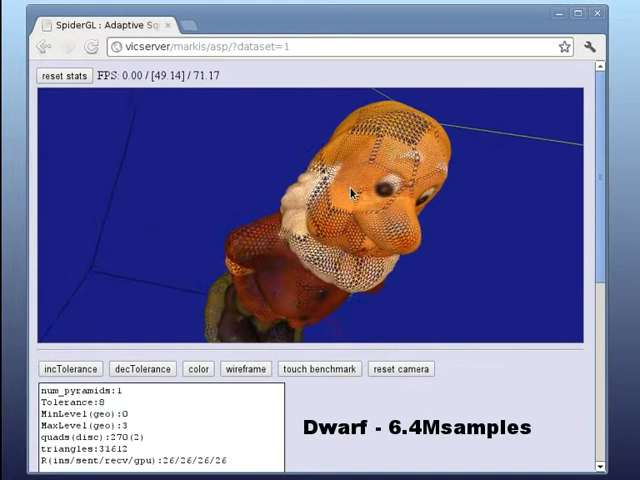 SpiderGL : Adaptive Sq
vicserver/markis/asp/?dataset=1
reset stats FPS: 0.00 / [49.14] / 71.17
incTolerance decTolerance color wireframe touch benchmark reset camera
num_pyramids:1
Tolerance:8
MinLevel(geo):0
MaxLevel(geo):3
quads(disc):270(2)
triangles:31612
R(ins/sent/recv/gpu):26/26/26/26
Dwarf - 6.4Msamples